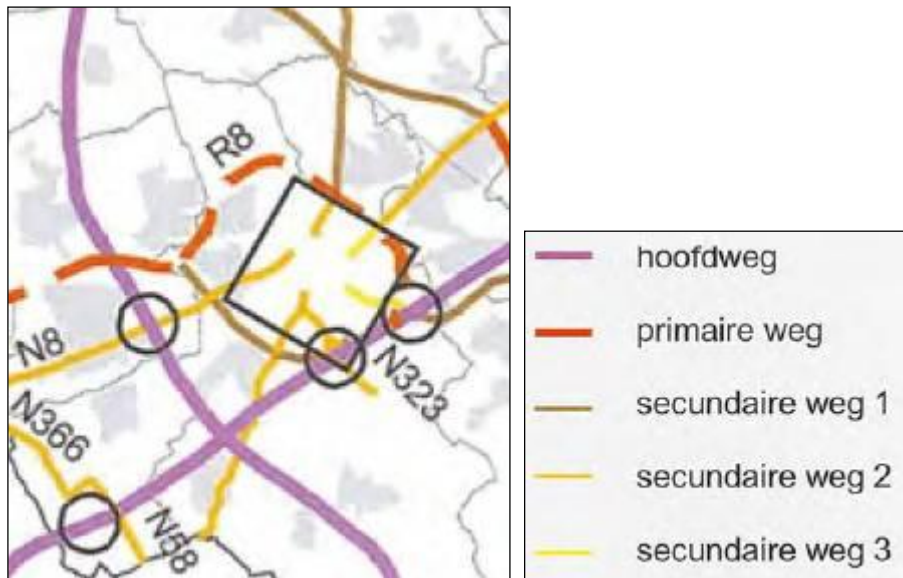 R8
N8
N366
N323
N58
hoofdweg
primaire weg
secundaire weg 1
secundaire weg 2
secundaire weg 3